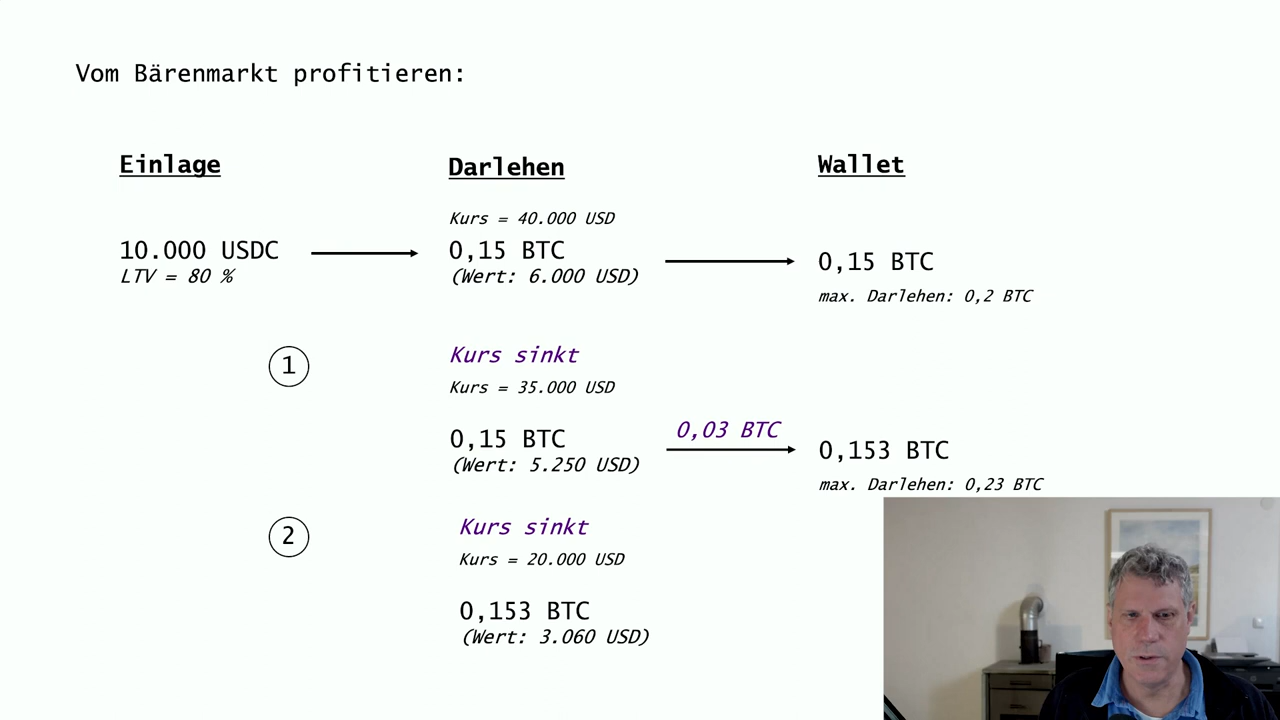 Vom Bärenmarkt profitieren:
Einlage
Darlehen
Wallet
Kurs = 40.000 USD
10.000 USDC
0,15 BTC
0,15 BTC
LTV = 80 %
(Wert: 6.000 USD)
max. Darlehen: 0,2 BTC
1
Kurs sinkt
Kurs = 35.000 USD
0,15 BTC
0,03 BTC
0,153 BTC
(Wert: 5.250 USD)
max. Darlehen: 0,23 BTC
2
Kurs sinkt
Kurs = 20.000 USD
0,153 BTC
(Wert: 3.060 USD)